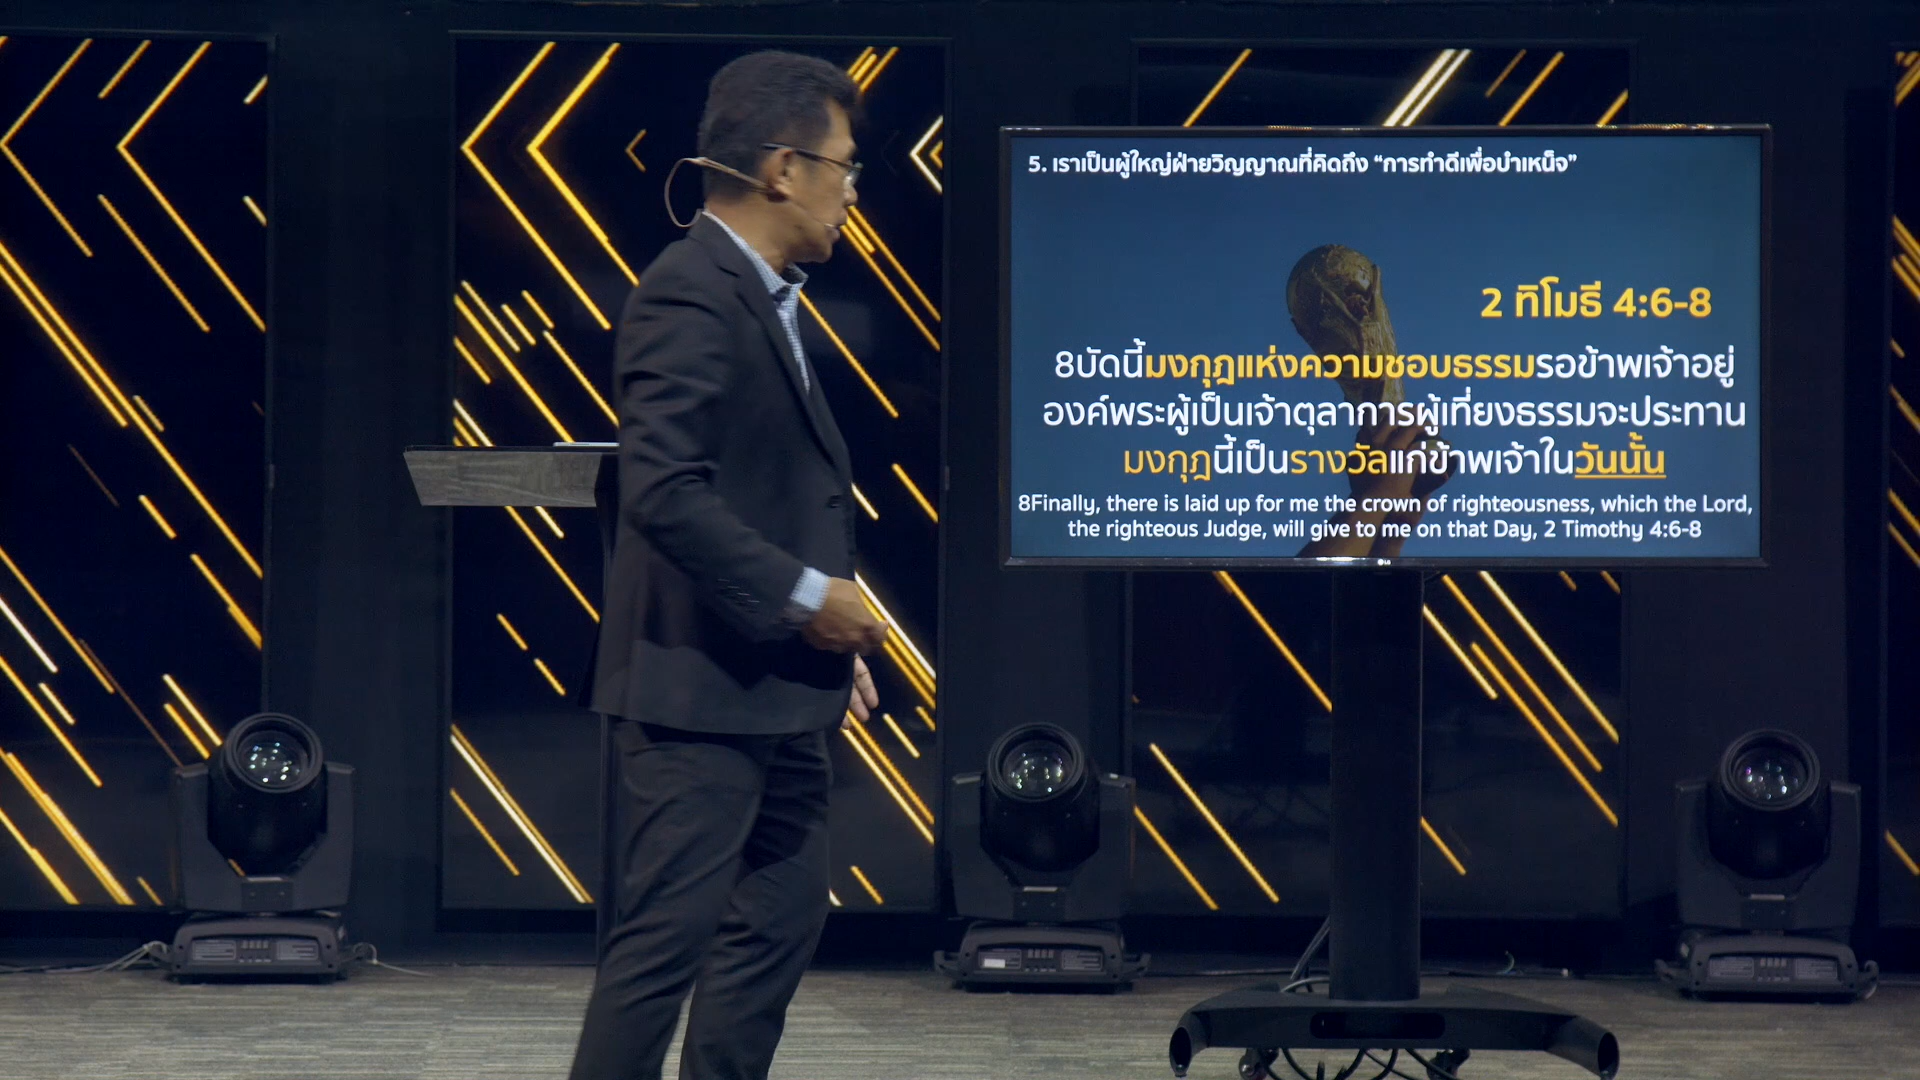 5. เราเป็นผู้ใหญ่ฝ่ายวิญญาณที่คิดถึง “การทำดีเพื่อบำเหน็จ”
2 ทิโมธี 4:6-8
8บัดนี้มงกุฎแห่งความชอบธรรมรอข้าพเจ้าอยู่
องค์พระผู้เป็นเจ้าตุลาการผู้เที่ยงธรรมจะประทาน
มงกุฎนี้เป็นรางวัลแก่ข้าพเจ้าในวันนั้น
8Finally, there is laid up for me the crown of righteousness, which the Lord,
the righteous Judge, will give to me on that Day, 2 Timothy 4:6-8
LG